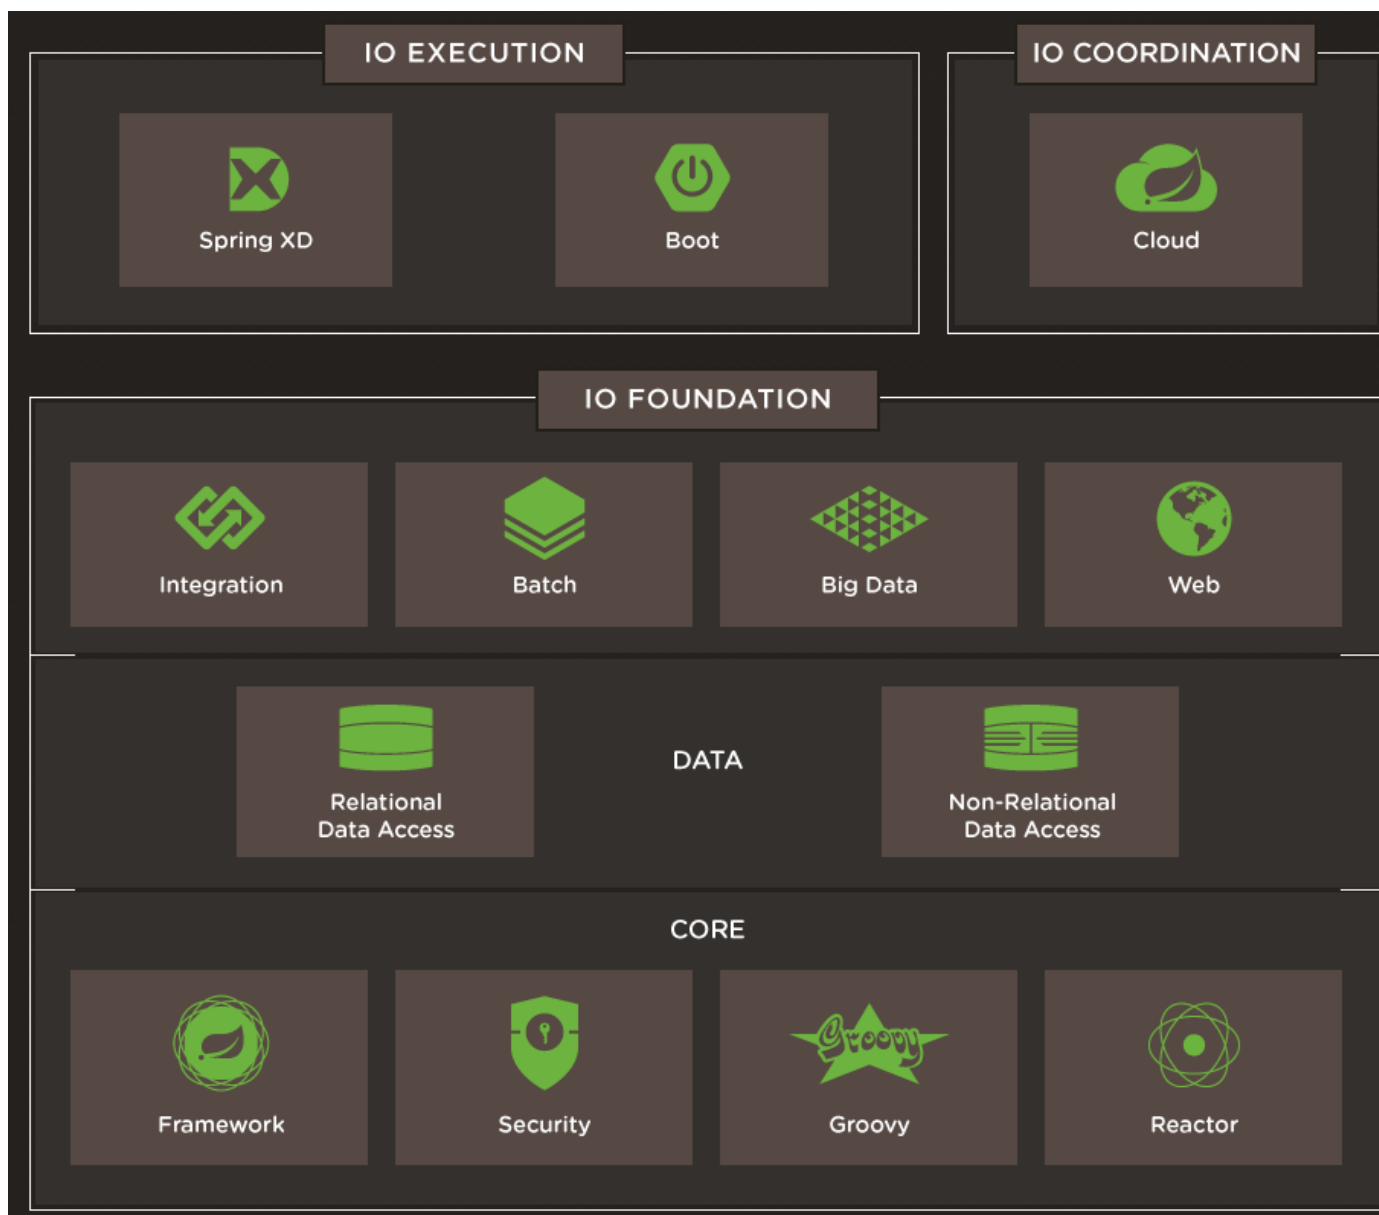 IO EXECUTION
IO COORDINATION
Spring XD
Boot
Cloud
IO FOUNDATION
Integration
Batch
Big Data
Web
Relational
Data Access
DATA
Non-Relational
Data Access
CORE
Framework
Security
Groovy
Groovy
Reactor